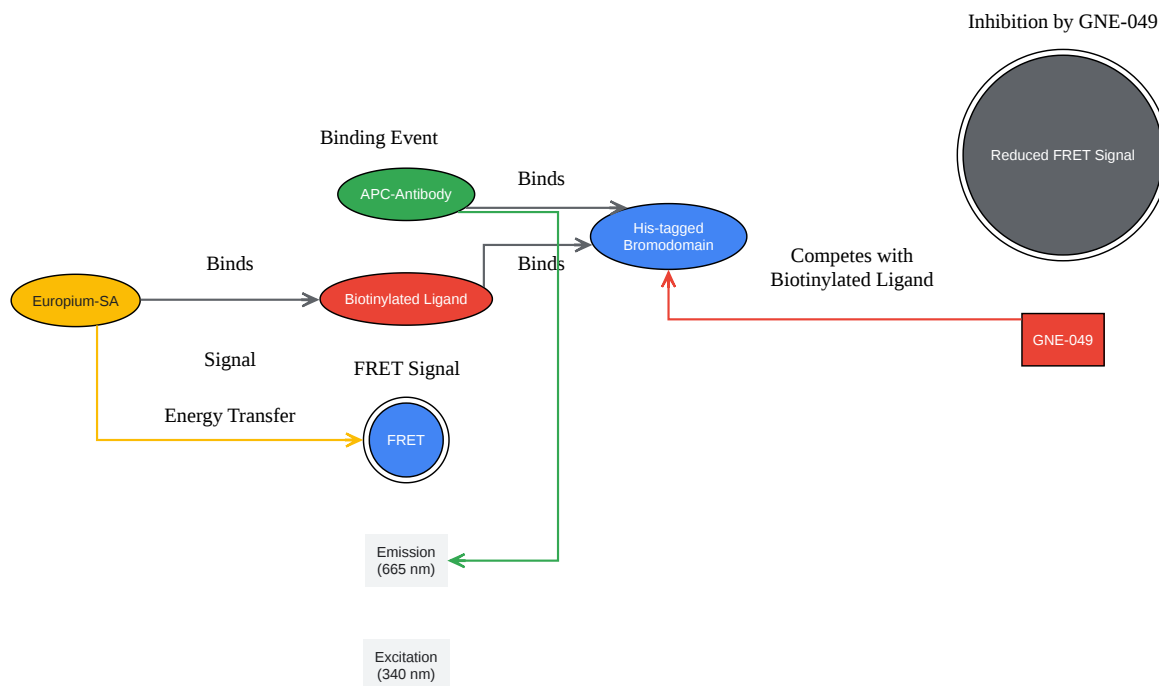 Inhibition by GNE-049
Reduced FRET Signal
Binding Event
APC-Antibody
Binds
His-tagged
Bromodomain
Binds
Binds
Competes with
Biotinylated Ligand
Europium-SA
Biotinylated Ligand
GNE-049
Signal
FRET Signal
Energy Transfer
FRET
Emission
(665 nm)
Excitation
(340 nm)